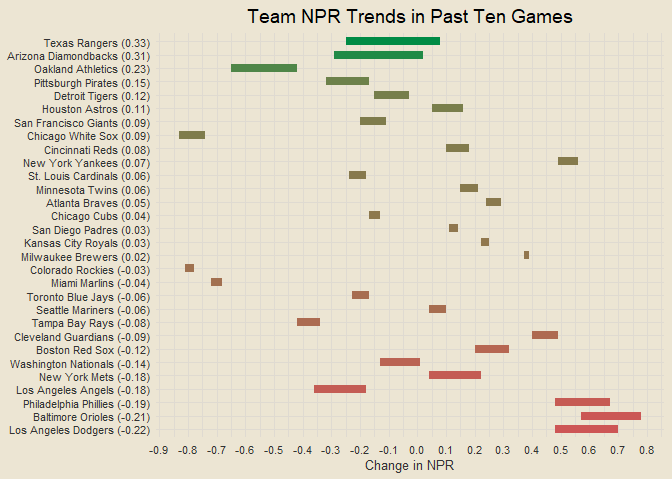 Team NPR Trends in Past Ten Games
Texas Rangers (0.33)
Arizona Diamondbacks (0.31)
Oakland Athletics (0.23)
Pittsburgh Pirates (0.15)
Detroit Tigers (0.12)
Houston Astros (0.11)
San Francisco Giants (0.09)
Chicago White Sox (0.09)
Cincinnati Reds (0.08)
New York Yankees (0.07)
St. Louis Cardinals (0.06)
Minnesota Twins (0.06)
Atlanta Braves (0.05)
Chicago Cubs (0.04)
San Diego Padres (0.03)
Kansas City Royals (0.03)
Milwaukee Brewers (0.02)
Colorado Rockies (-0.03)
Miami Marlins (-0.04)
Toronto Blue Jays (-0.06)
Seattle Mariners (-0.06)
Tampa Bay Rays (-0.08)
Cleveland Guardians (-0.09)
Boston Red Sox (-0.12)
Washington Nationals (-0.14)
New York Mets (-0.18)
Los Angeles Angels (-0.18)
Philadelphia Phillies (-0.19)
Baltimore Orioles (-0.21)
Los Angeles Dodgers (-0.22)
-0.9 -0.8 -0.7 -0.6 -0.5 -0.4 -0.3 -0.2 -0.1 0.0 0.1 0.2 0.3 0.4 0.5 0.6 0.7 0.8
Change in NPR